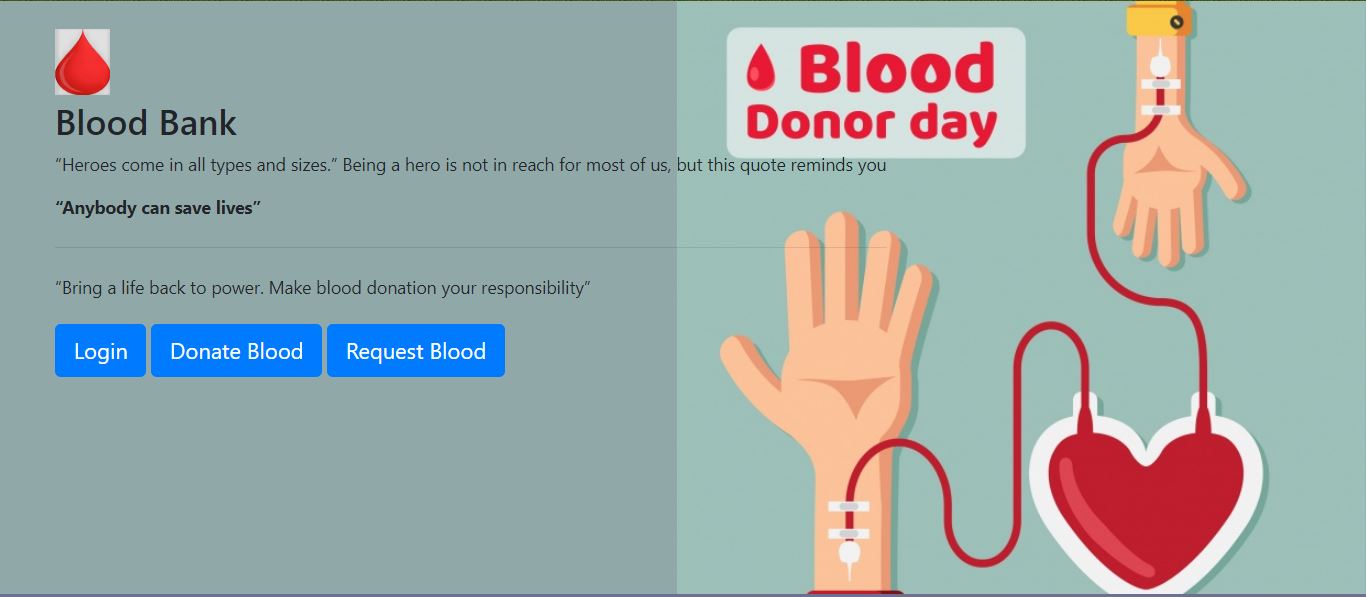 Blood Bank
“Heroes come in all types and sizes.” Being a hero is not in reach for most of us, but this quote reminds you
“Anybody can save lives”
“Bring a life back to power. Make blood donation your responsibility”
Login Donate Blood Request Blood
Blood
Donor day